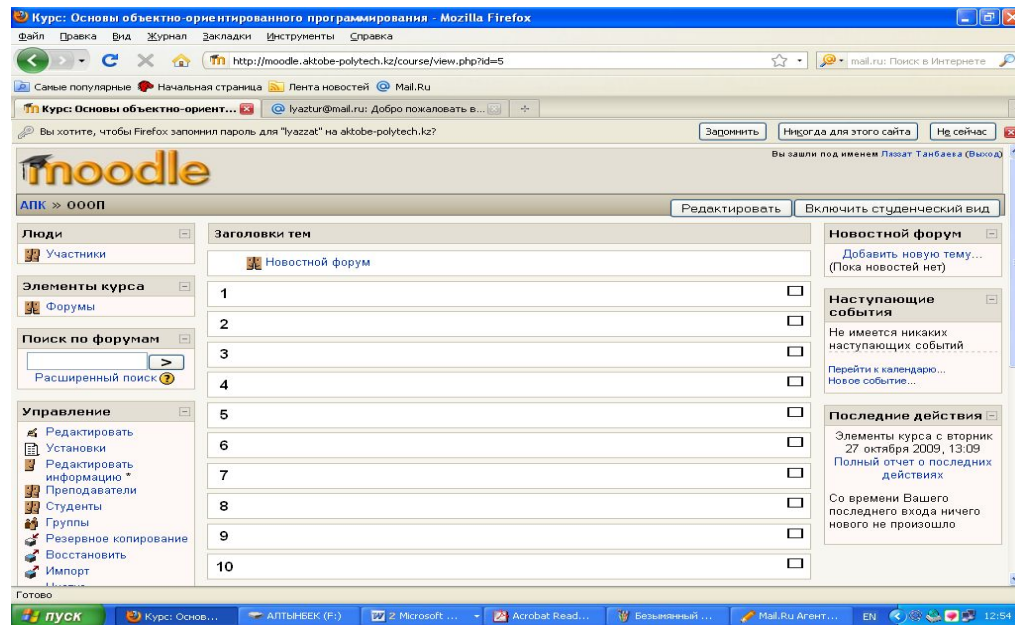 Курс: Основы объектно-ориентированного программирования - Mozilla Firefox
Файл Правка Вид Журнал Закладки Инструменты Справка
http://moodle.aktobe-polytech.kz/course/view.php?id=5
mail.ru: Поиск в Интернете
Самые популярные Начальная страница Лента новостей Mail.Ru
Курс: Основы объектно-ориент... lyaztur@mail.ru: Добро пожаловать в...
Вы хотите, чтобы Firefox запомнил пароль для "lyazzat" на aktobe-polytech.kz?
Запомнить Никогда для этого сайта Не сейчас
moodle
Вы зашли под именем Ляззат Танбаева (Выход)
АПК » ОООП
Редактировать Включить студенческий вид
Люди
Участники
Элементы курса
Форумы
Поиск по форумам
>
Расширенный поиск ?
Управление
Редактировать
Установки
Редактировать
информацию *
Преподаватели
Студенты
Группы
Резервное копирование
Восстановить
Импорт
Заголовки тем
Новостной форум
1
2
3
4
5
6
7
8
9
10
Новостной форум
Добавить новую тему...
(Пока новостей нет)
Наступающие
события
Не имеется никаких
наступающих событий
Перейти к календарю...
Новое событие...
Последние действия
Элементы курса с вторник
27 октября 2009, 13:09
Полный отчет о последних
действиях
Со времени Вашего
последнего входа ничего
нового не произошло
Готово
пуск Курс: Основ... АЛТЫНБЕК (F:) 2 Microsoft ... Acrobat Read... Безымянный ... Mail.Ru Агент... EN 12:54